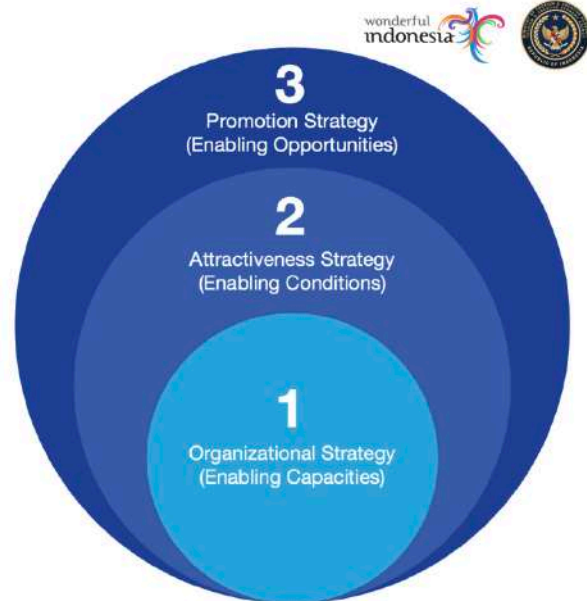 wonderful
indonesia
3
Promotion Strategy
(Enabling Opportunities)
2
Attractiveness Strategy
(Enabling Conditions)
1
Organizational Strategy
(Enabling Capacities)